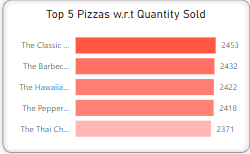 Top 5 Pizzas w.r.t Quantity Sold
The Classic ... 2453
The Barbec... 2432
The Hawaiia... 2422
The Pepper... 2418
The Thai Ch... 2371